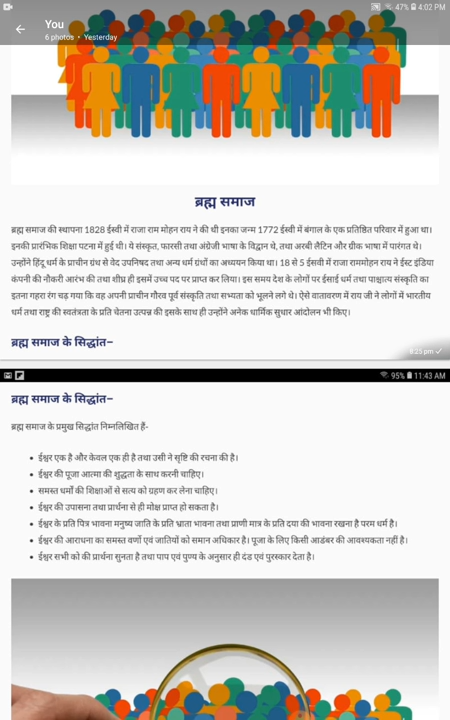 47% 4:02 PM
You
6 photos • Yesterday
ब्रह्म समाज
ब्रह्म समाज की स्थापना 1828 ईस्वी में राजा राम मोहन राय ने की थी इनका जन्म 1772 ईस्वी में बंगाल के एक प्रतिष्ठित परिवार में हुआ था।
इनकी प्रारंभिक शिक्षा पटना में हुई थी। ये संस्कृत, फारसी तथा अंग्रेजी भाषा के विद्वान थे, तथा अरबी लैटिन और ग्रीक भाषा में पारंगत थे।
उन्होंने हिंदू धर्म के प्राचीन ग्रंथ से वेद उपनिषद तथा अन्य धर्म ग्रंथों का अध्ययन किया था। 18 से 5 ईसवी में राजा राममोहन राय ने ईस्ट इंडिया
कंपनी की नौकरी आरंभ की तथा शीघ्र ही इसमें उच्च पद पर प्राप्त कर लिया। इस समय देश के लोगों पर ईसाई धर्म तथा पाश्चात्य संस्कृति का
इतना गहरा रंग चढ़ गया कि वह अपनी प्राचीन गौरव पूर्व संस्कृति तथा सभ्यता को भूलने लगे थे। ऐसे वातावरण में राय जी ने लोगों में भारतीय
धर्म तथा राष्ट्र की स्वतंत्रता के प्रति चेतना उत्पन्न की इसके साथ ही उन्होंने अनेक धार्मिक सुधार आंदोलन भी किए।
ब्रह्म समाज के सिद्धांत–
8:23 pm
95% 11:43 AM
ब्रह्म समाज के सिद्धांत–
ब्रह्म समाज के प्रमुख सिद्धांत निम्नलिखित हैं-
• ईश्वर एक है और केवल एक ही है तथा उसी ने सृष्टि की रचना की है।
• ईश्वर की पूजा आत्मा की शुद्धता के साथ करनी चाहिए।
• समस्त धर्मों की शिक्षाओं से सत्य को ग्रहण कर लेना चाहिए।
• ईश्वर की उपासना तथा प्रार्थना से ही मोक्ष प्राप्त हो सकता है।
• ईश्वर के प्रति पित्र भावना मनुष्य जाति के प्रति भ्राता भावना तथा प्राणी मात्र के प्रति दया की भावना रखना है परम धर्म है।
• ईश्वर की आराधना का समस्त वर्णो एवं जातियों को समान अधिकार है। पूजा के लिए किसी आडंबर की आवश्यकता नहीं है।
• ईश्वर सभी को की प्रार्थना सुनता है तथा पाप एवं पुण्य के अनुसार ही दंड एवं पुरस्कार देता है।